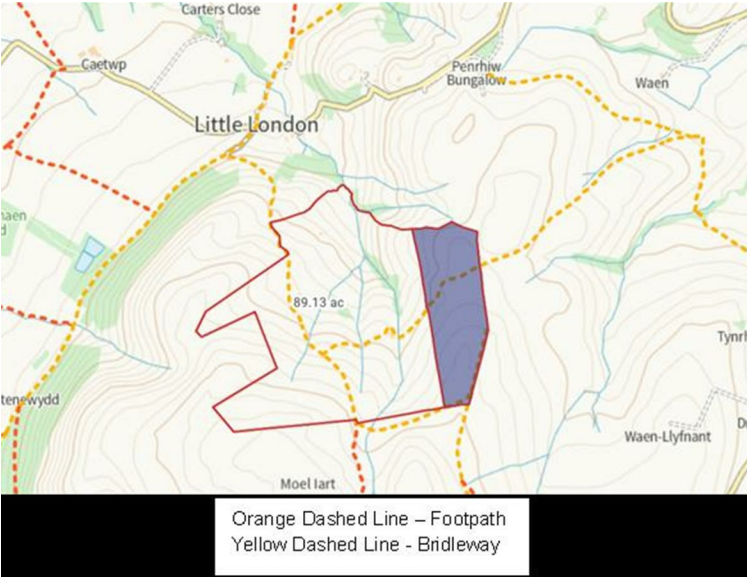 Carters Close
Caetwp
Penrhiw
Bungalow
Waen
Little London
haen
d
89.13 ac
Tynrh
tenewydd
Waen-Llyfnant
D
Moel Iart
Orange Dashed Line – Footpath
Yellow Dashed Line - Bridleway